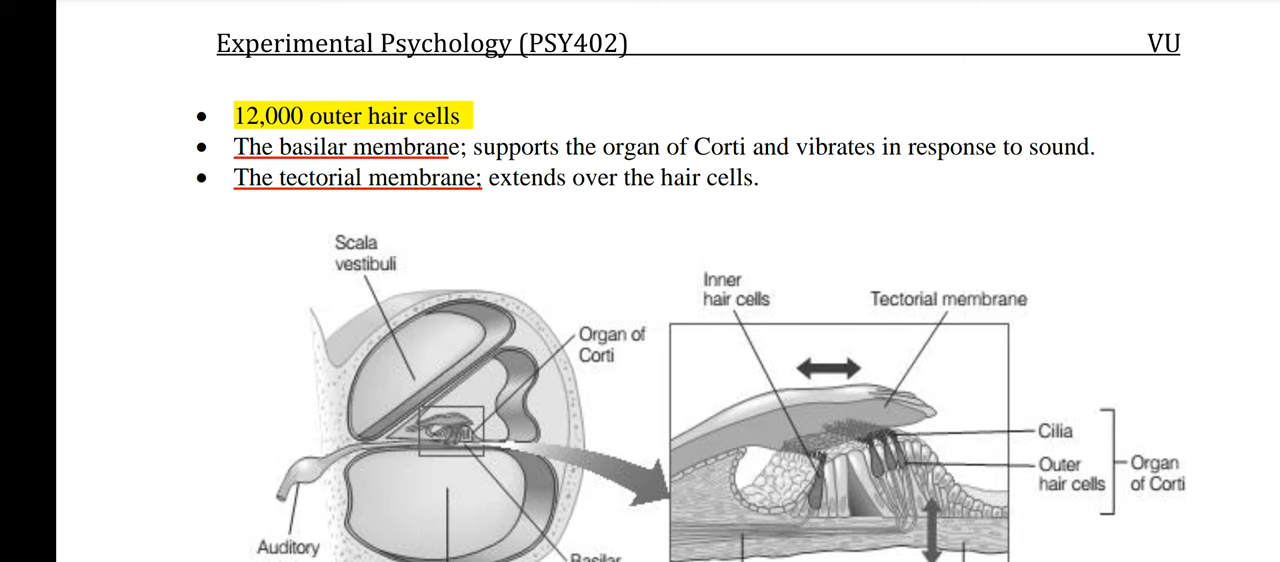 Experimental Psychology (PSY402) VU
• 12,000 outer hair cells
• The basilar membrane; supports the organ of Corti and vibrates in response to sound.
• The tectorial membrane; extends over the hair cells.
Scala
vestibuli
Organ of
Corti
Auditory
Basilar
Inner
hair cells
Tectorial membrane
Cilia
Outer
hair cells
Organ
of Corti